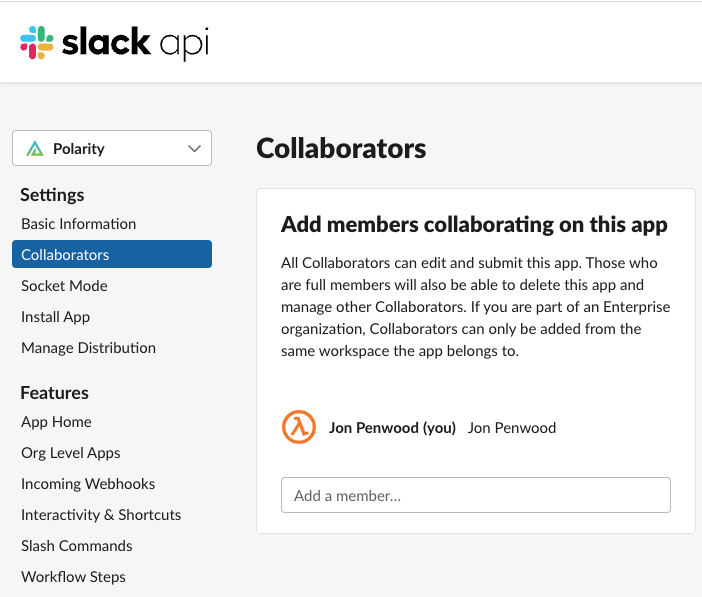 slack api
Polarity
Settings
Basic Information
Collaborators
Socket Mode
Install App
Manage Distribution
Features
App Home
Org Level Apps
Incoming Webhooks
Interactivity & Shortcuts
Slash Commands
Workflow Steps
Collaborators
Add members collaborating on this app
All Collaborators can edit and submit this app. Those who
are full members will also be able to delete this app and
manage other Collaborators. If you are part of an Enterprise
organization, Collaborators can only be added from the
same workspace the app belongs to.
Jon Penwood (you) Jon Penwood
Add a member...